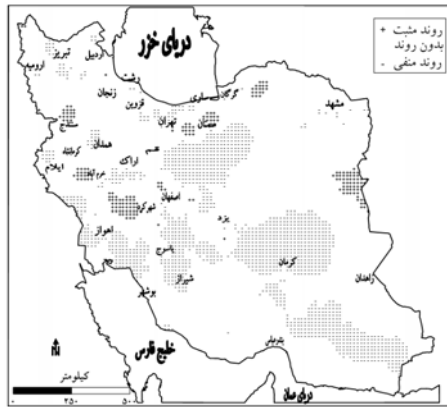 دریای خزر
روند مثبت +
بدون روند
روند منفی -
تبریز
اردبیل
ارومیه
رشت
زنجان
قزوین
ساری
گرگان
مشهد
سنندج
تهران
سمنان
همدان
کرمانشاه
قم
اراک
ایلام
خرم آباد
اصفهان
شهرکرد
یزد
اهواز
یاسوج
کرمان
شیراز
زاهدان
بوشهر
خلیج فارس
بندرعباس
دریای عمان
کیلومتر
۰ ۲۵۰